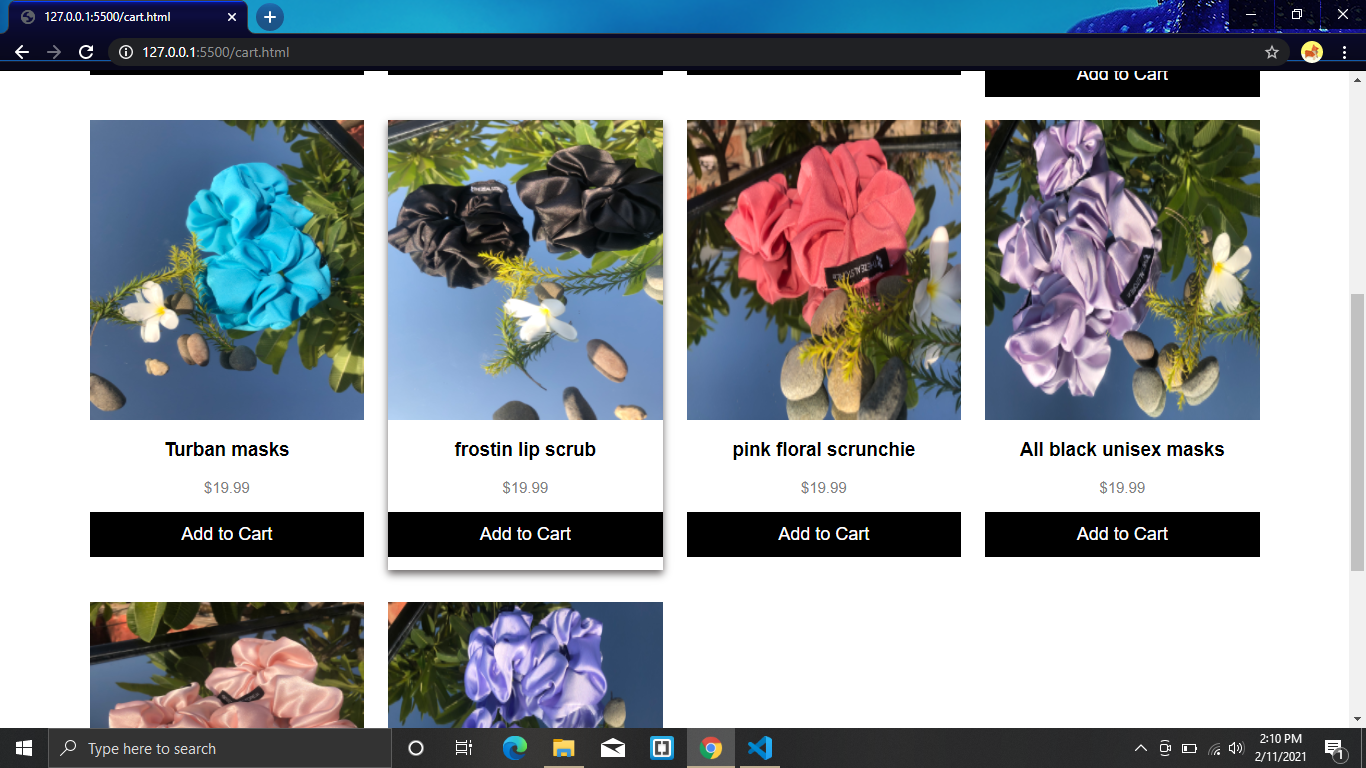 127.0.0.1:5500/cart.html
127.0.0.1:5500/cart.html
Add to Cart
Turban masks
frostin lip scrub
pink floral scrunchie
All black unisex masks
$19.99
$19.99
$19.99
$19.99
Add to Cart
Add to Cart
Add to Cart
Add to Cart
Type here to search
2:10 PM
2/11/2021
1